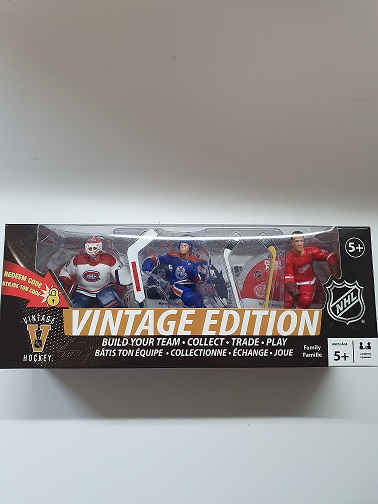 5+
REDEEM CODE
UTILISE TON CODE
NHL
VINTAGE
V
HOCKEY
VINTAGE EDITION
BUILD YOUR TEAM • COLLECT • TRADE • PLAY
BÂTIS TON ÉQUIPE • COLLECTIONNE • ÉCHANGE • JOUE
Family
Famille
5+